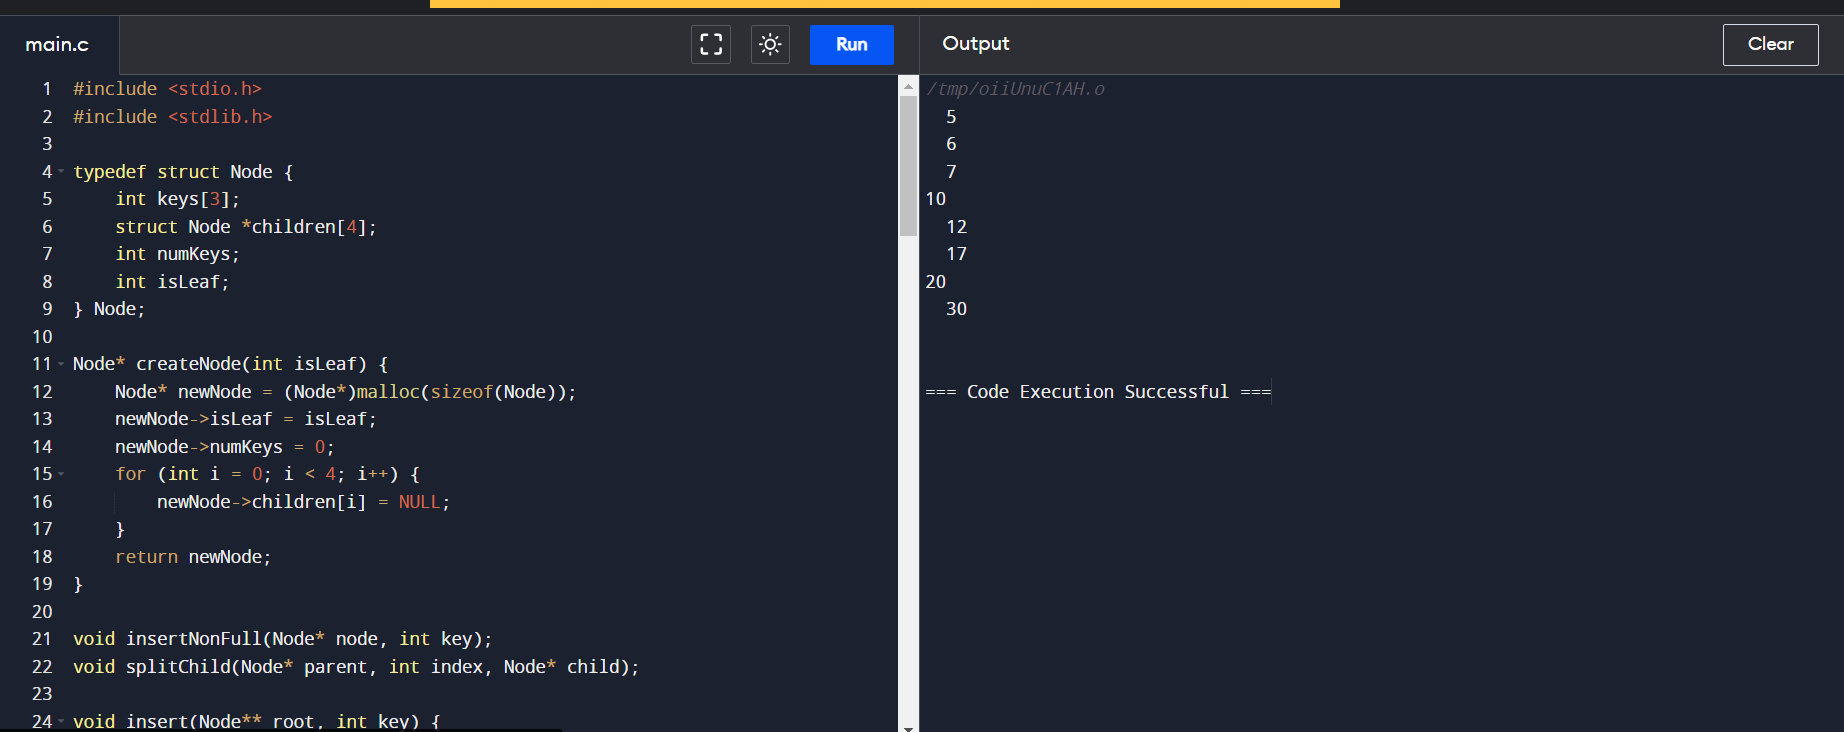 main.c
Run
Output
Clear
1 #include <stdio.h>
2 #include <stdlib.h>
3
4 typedef struct Node {
5     int keys[3];
6     struct Node *children[4];
7     int numKeys;
8     int isLeaf;
9 } Node;
10
11 Node* createNode(int isLeaf) {
12     Node* newNode = (Node*)malloc(sizeof(Node));
13     newNode->isLeaf = isLeaf;
14     newNode->numKeys = 0;
15     for (int i = 0; i < 4; i++) {
16         newNode->children[i] = NULL;
17     }
18     return newNode;
19 }
20
21 void insertNonFull(Node* node, int key);
22 void splitChild(Node* parent, int index, Node* child);
23
24 void insert(Node** root, int key) {
/tmp/oiiUnuC1AH.o
  5
  6
  7
10
  12
  17
20
  30
=== Code Execution Successful ===